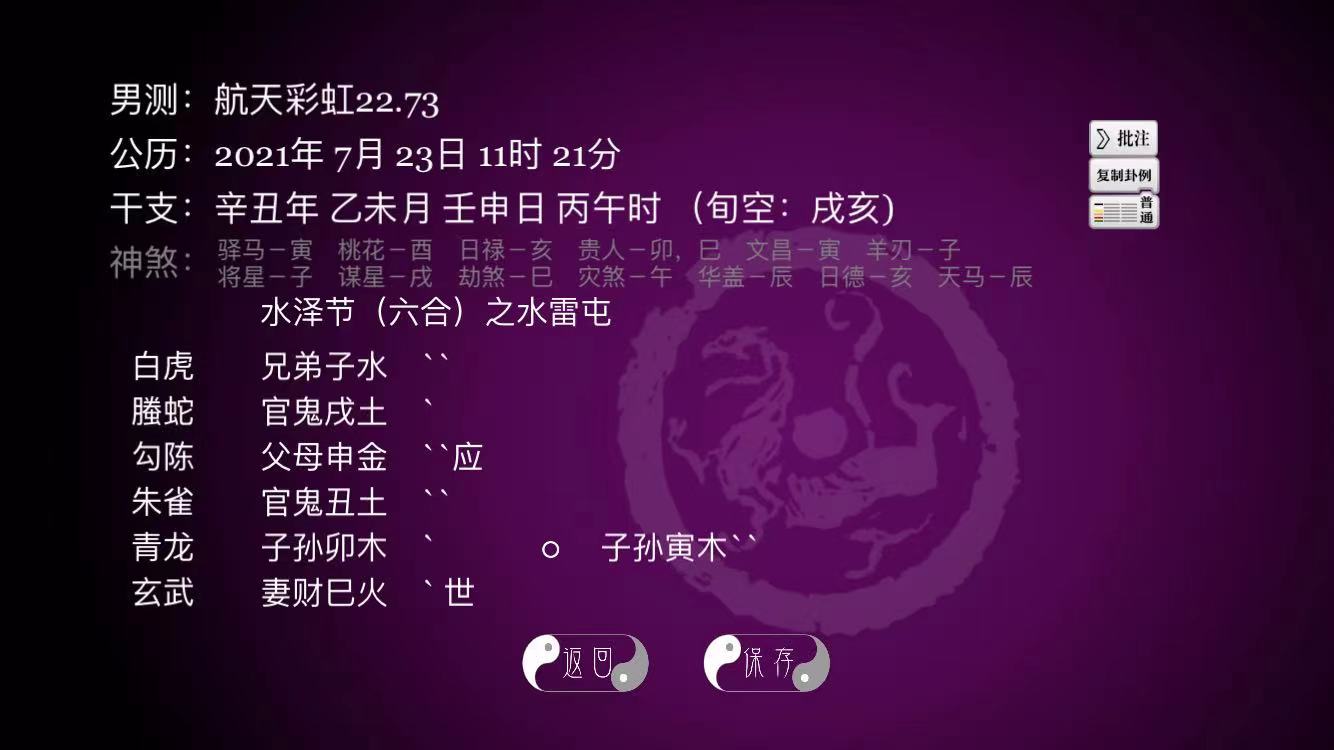 男测：航天彩虹22.73
公历：2021年 7月 23日 11时 21分
批注
干支：辛丑年 乙未月 壬申日 丙午时 （旬空：戌亥)
复制卦例
普通
神煞：驿马－寅 桃花－酉 日禄－亥 贵人－卯，巳 文昌－寅 羊刃－子
将星－子 谋星－戌 劫煞－巳 灾煞－午 华盖－辰 日德－亥 天马－辰
水泽节（六合）之水雷屯
白虎 兄弟子水 ``
螣蛇 官鬼戌土 `
勾陈 父母申金 ``应
朱雀 官鬼丑土 ``
青龙 子孙卯木 ` ○ 子孙寅木``
玄武 妻财巳火 ` 世
返回 保存